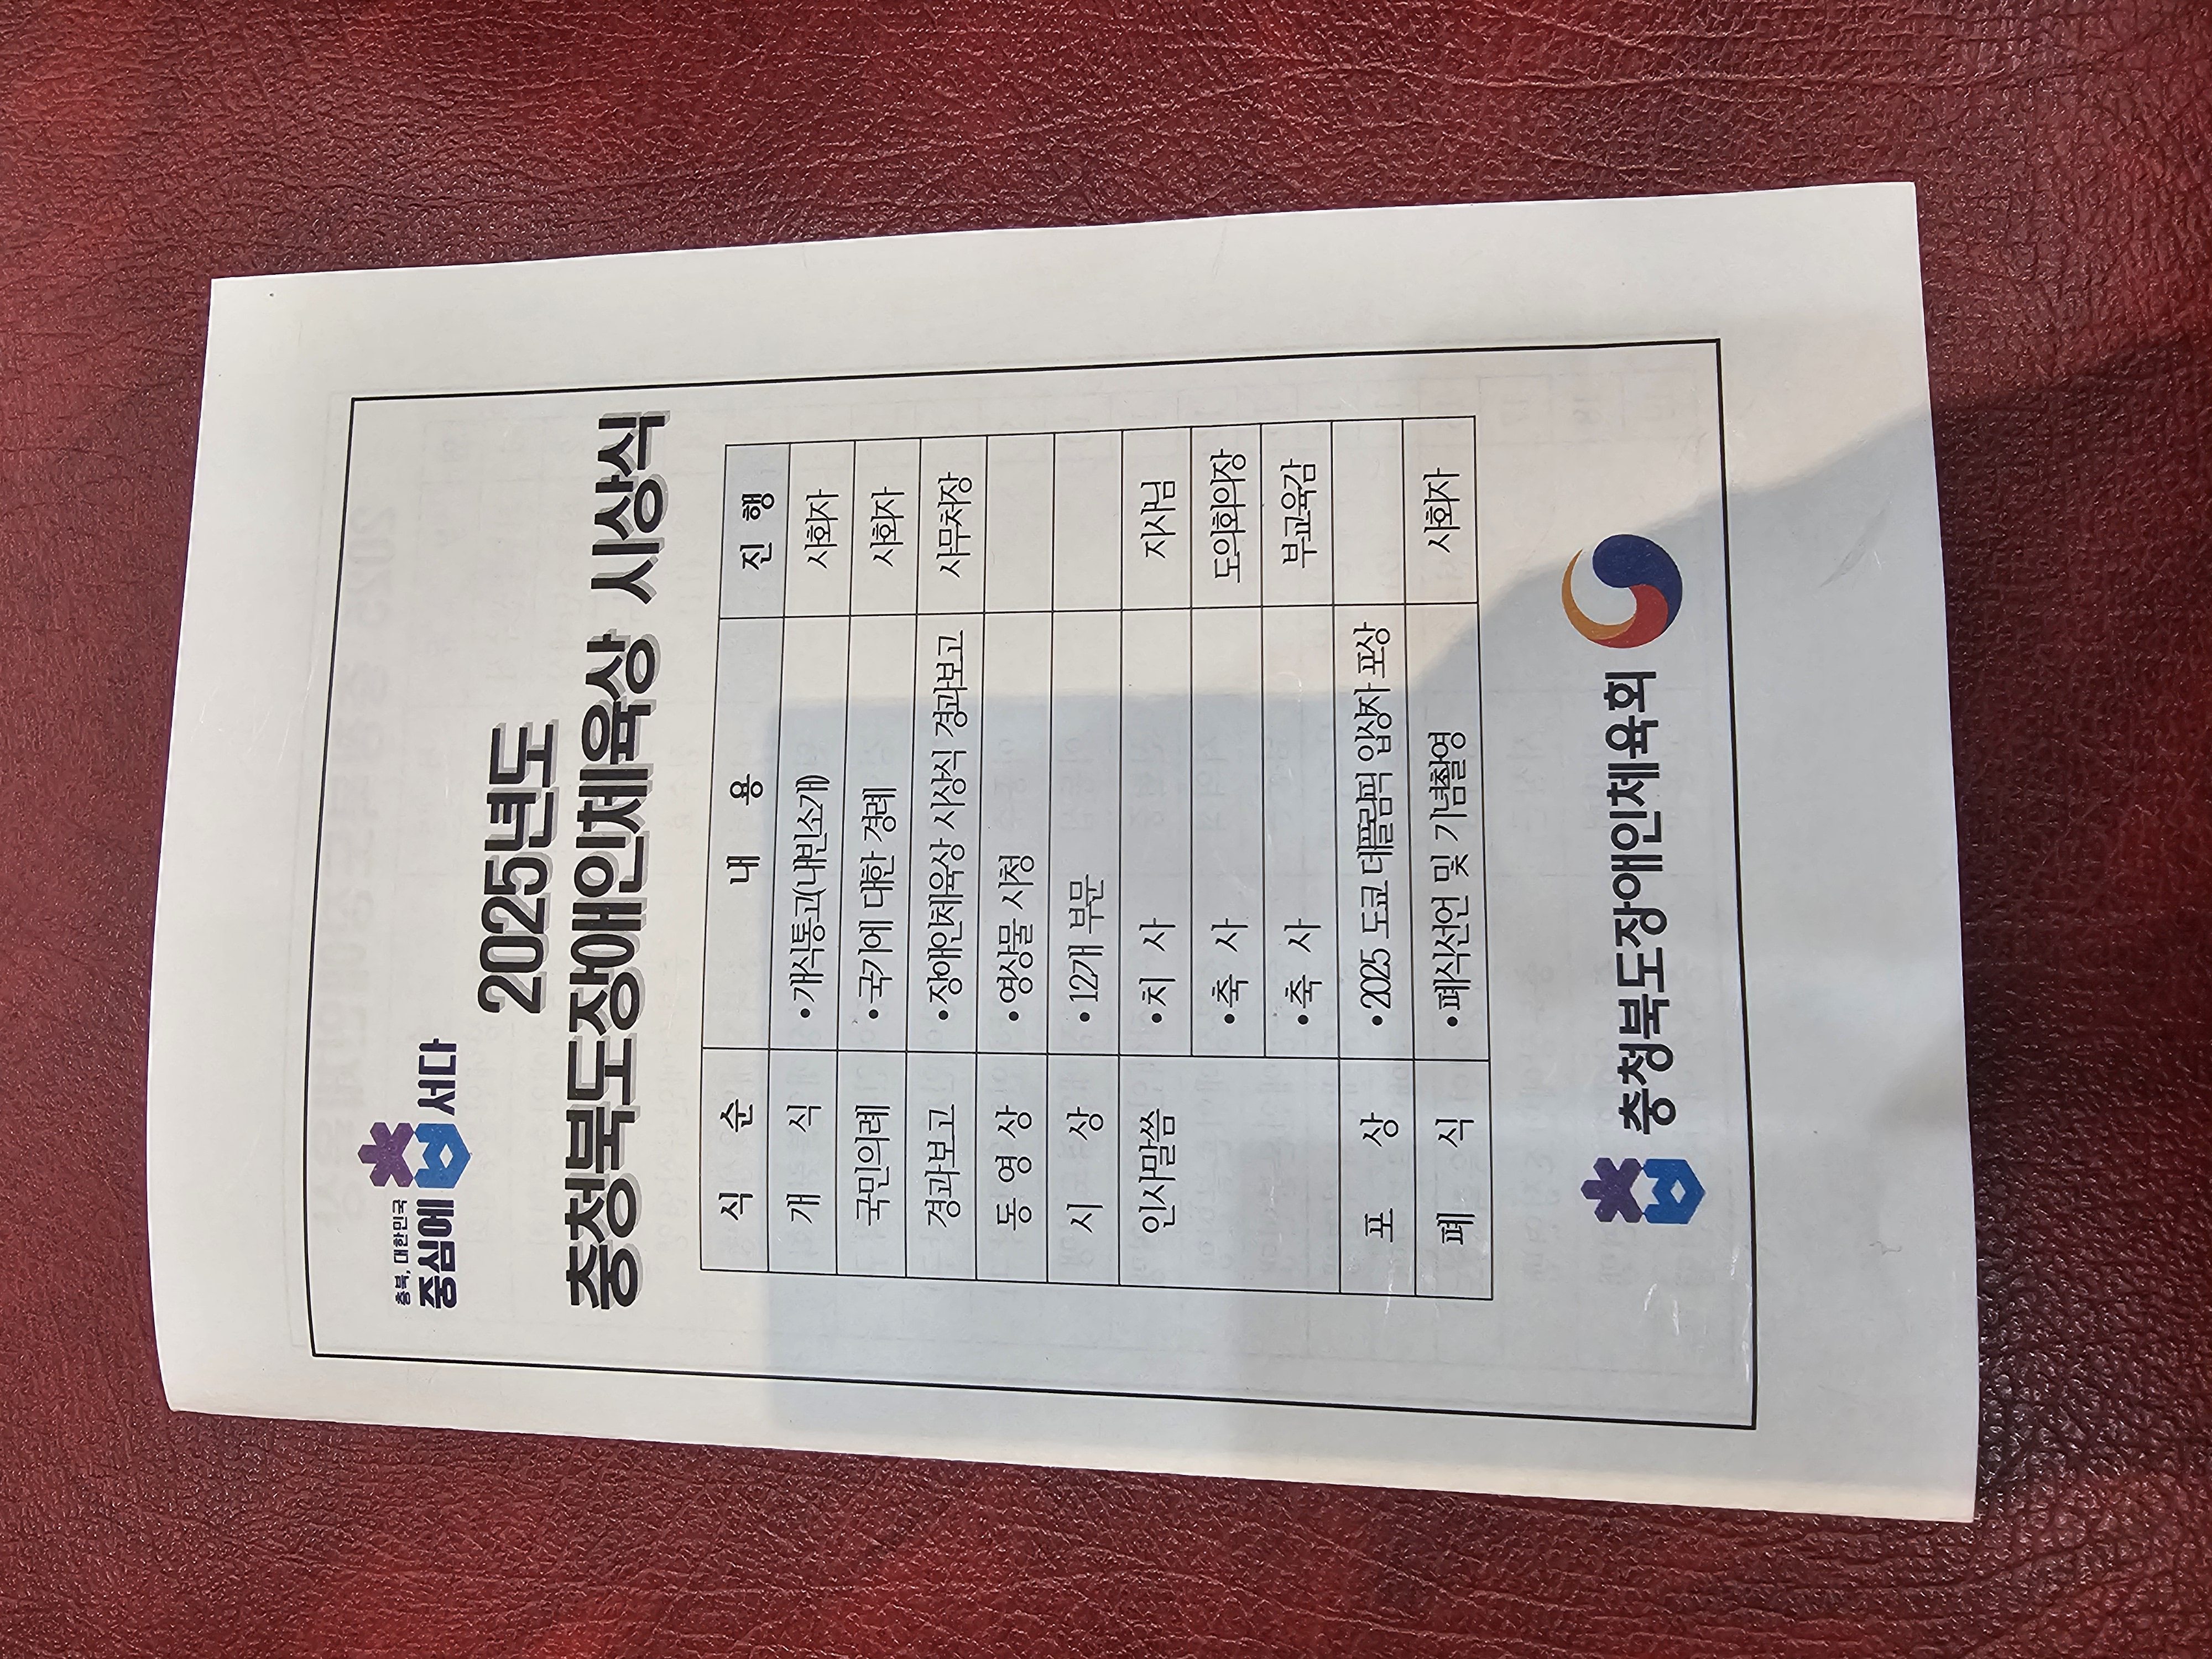 충북, 대한민국
중심에 서다
2025년도
충청북도장애인체육상 시상식
식 순 내 용 진 행
개 식 •개식통고(내빈소개) 사회자
국민의례 •국기에 대한 경례 사회자
경과보고 •장애인체육상 시상식 경과보고 사무처장
동 영 상 •영상물 시청
시 상 •12개 부문
인사말씀 •치 사 지사님
•축 사 도의회의장
•축 사 부교육감
포 상 •2025 도쿄 데플림픽 입상자 포상
폐 식 •폐식선언 및 기념촬영 사회자
충청북도장애인체육회